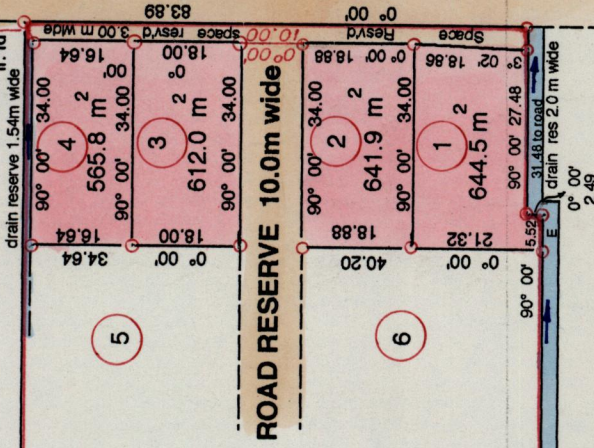 83.89
0° 00'
3.00 m wide resv'd space
10.00
0° 00'
Resv'd Space
16.64
18.00
0° 00'
18.88
0° 00'
18.86
3° 02'
drain reserve 1.54m wide
4
565.8 m²
90° 00' 34.00
3
612.0 m²
90° 00' 34.00
ROAD RESERVE 10.0m wide
90° 00' 34.00
2
641.9 m²
90° 00' 34.00
1
644.5 m²
90° 00' 27.48
31.48 to road
drain res 2.0 m wide
16.64
34.64
18.00
0° 00'
18.88
40.20
21.32
0° 00'
5.52
E
0° 00'
2.49
90° 00'
5
6